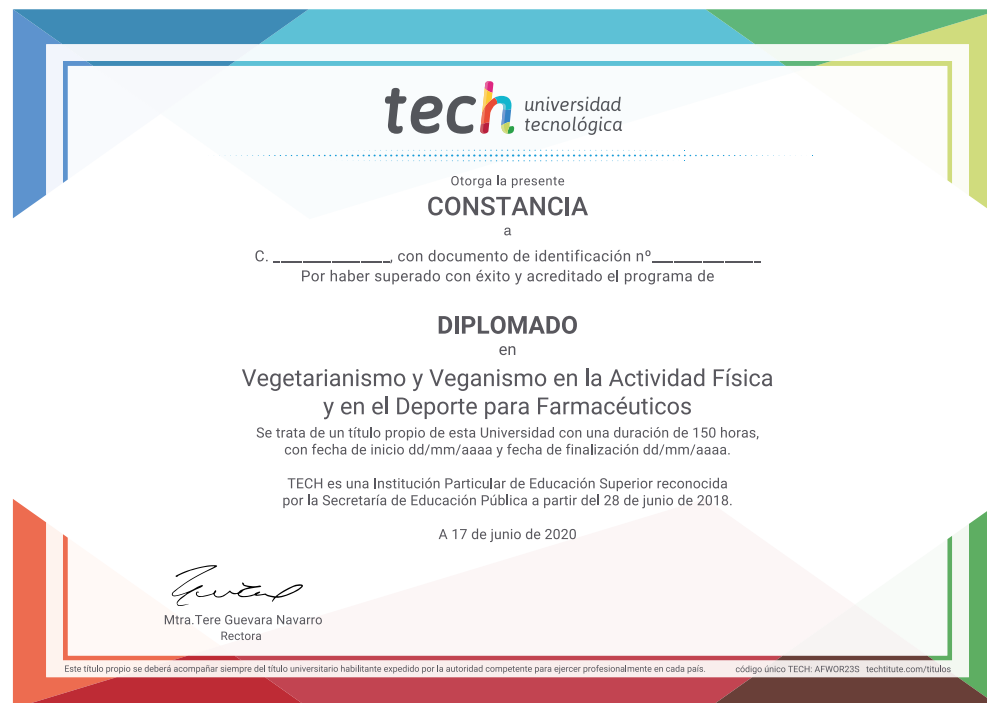 tech universidad
tecnológica
Otorga la presente
CONSTANCIA
a
C. ______________, con documento de identificación nº______________
Por haber superado con éxito y acreditado el programa de
DIPLOMADO
en
Vegetarianismo y Veganismo en la Actividad Física
y en el Deporte para Farmacéuticos
Se trata de un título propio de esta Universidad con una duración de 150 horas,
con fecha de inicio dd/mm/aaaa y fecha de finalización dd/mm/aaaa.
TECH es una Institución Particular de Educación Superior reconocida
por la Secretaría de Educación Pública a partir del 28 de junio de 2018.
A 17 de junio de 2020
Mtra.Tere Guevara Navarro
Rectora
Este título propio se deberá acompañar siempre del título universitario habilitante expedido por la autoridad competente para ejercer profesionalmente en cada país. código único TECH: AFWOR23S techtitute.com/titulos